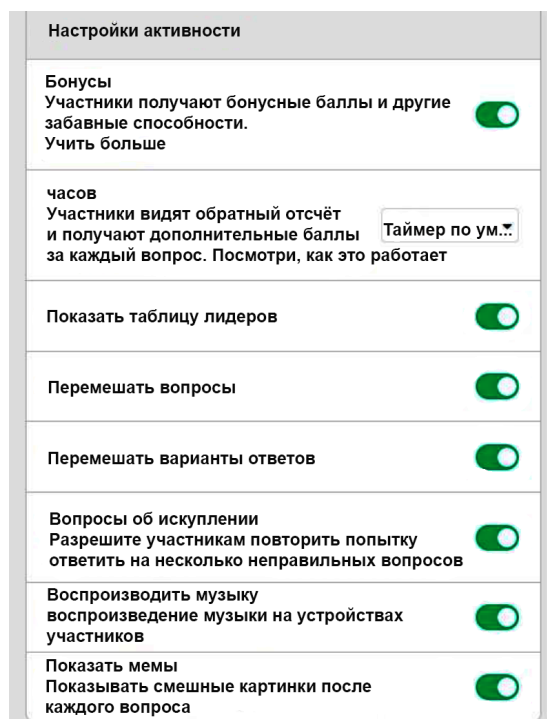 Настройки активности
Бонусы
Участники получают бонусные баллы и другие
забавные способности.
Учить больше
часов
Участники видят обратный отсчёт
и получают дополнительные баллы
за каждый вопрос. Посмотри, как это работает
Таймер по ум...
Показать таблицу лидеров
Перемешать вопросы
Перемешать варианты ответов
Вопросы об искуплении
Разрешите участникам повторить попытку
ответить на несколько неправильных вопросов
Воспроизводить музыку
воспроизведение музыки на устройствах
участников
Показать мемы
Показывать смешные картинки после
каждого вопроса